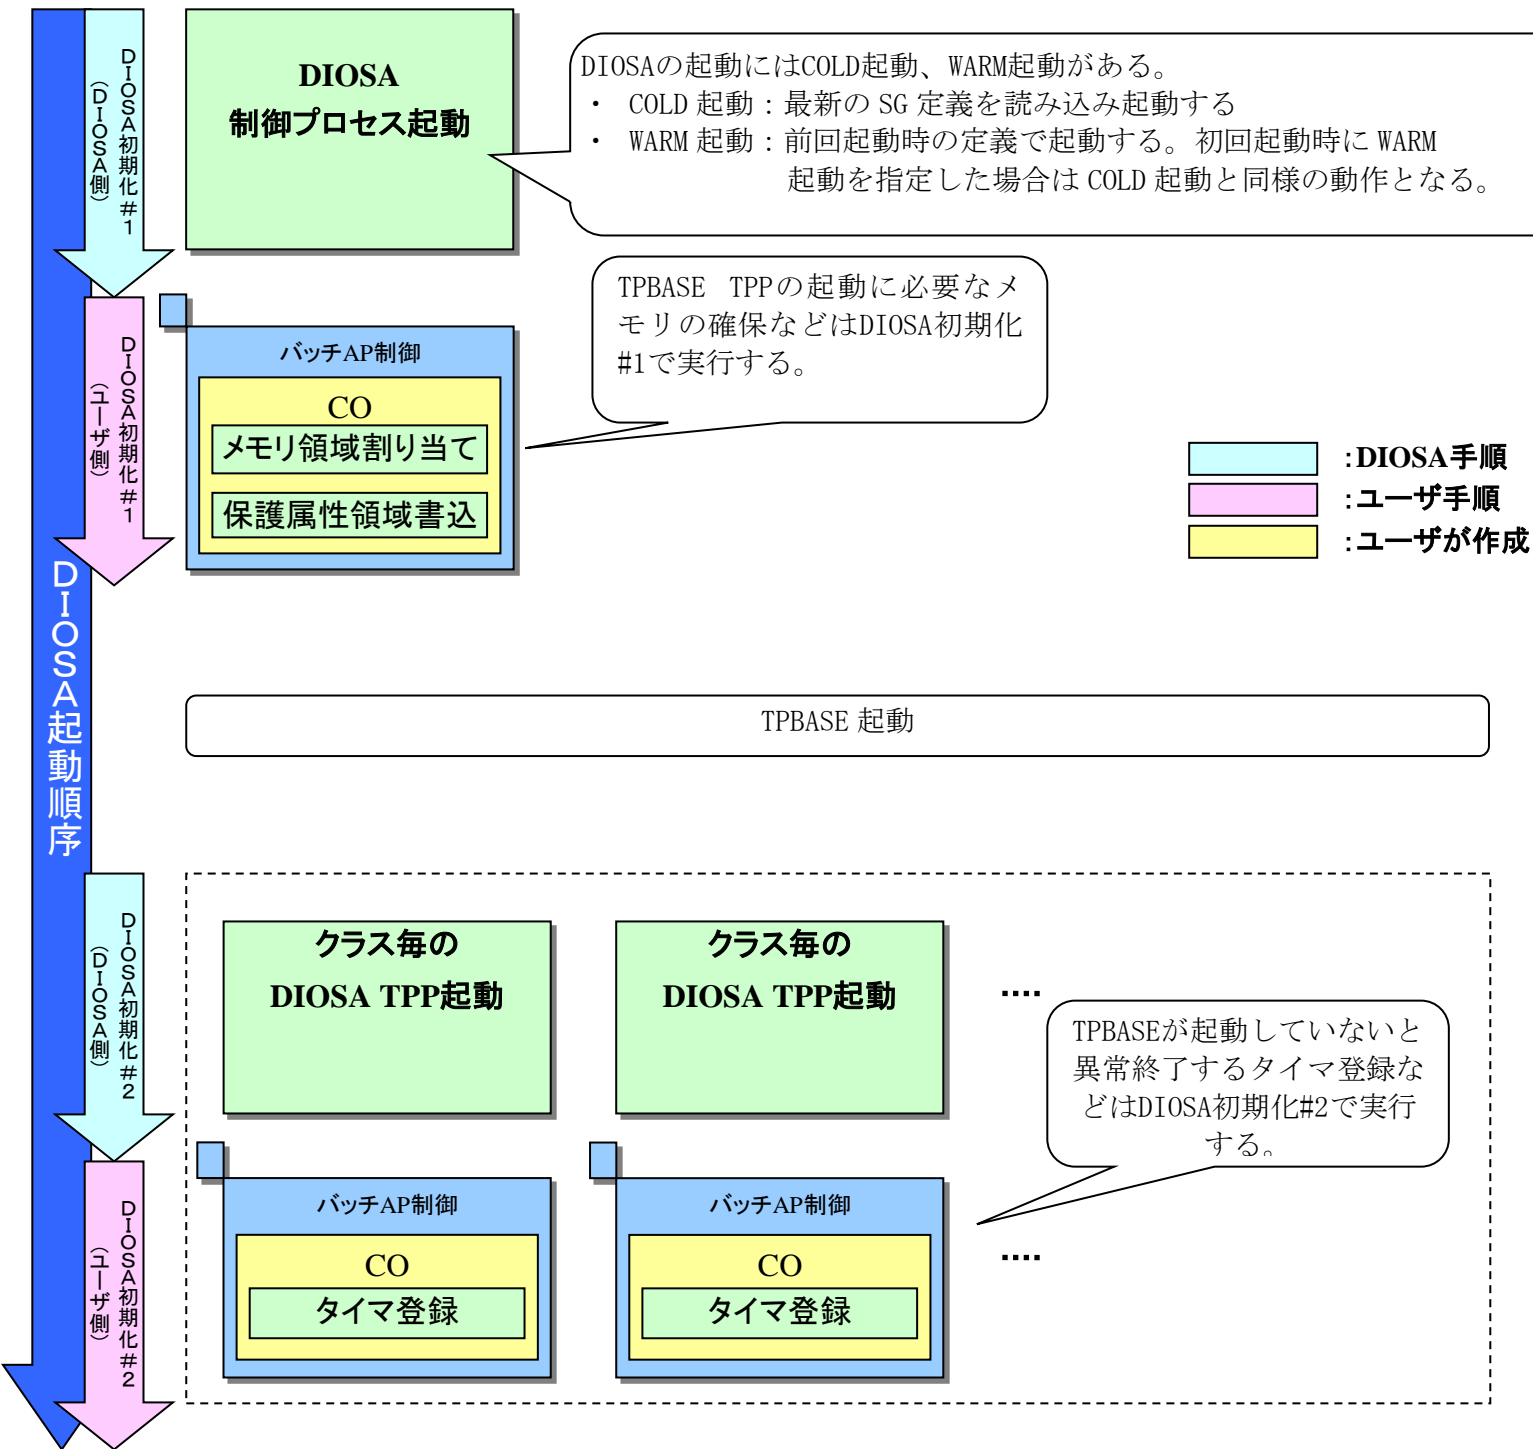 DIOSA起動順序
DIOSA初期化#1
(DIOSA側)
DIOSA
制御プロセス起動
DIOSAの起動にはCOLD起動、WARM起動がある。
・ COLD 起動：最新の SG 定義を読み込み起動する
・ WARM 起動：前回起動時の定義で起動する。初回起動時に WARM
起動を指定した場合は COLD 起動と同様の動作となる。
DIOSA初期化#1
(ユーザ側)
バッチAP制御
CO
メモリ領域割り当て
保護属性領域書込
TPBASE TPPの起動に必要なメ
モリの確保などはDIOSA初期化
#1で実行する。
:DIOSA手順
:ユーザ手順
:ユーザが作成
TPBASE 起動
DIOSA初期化#2
(DIOSA側)
クラス毎の
DIOSA TPP起動
クラス毎の
DIOSA TPP起動
....
TPBASEが起動していないと
異常終了するタイマ登録な
どはDIOSA初期化#2で実行
する。
DIOSA初期化#2
(ユーザ側)
バッチAP制御
CO
タイマ登録
バッチAP制御
CO
タイマ登録
....